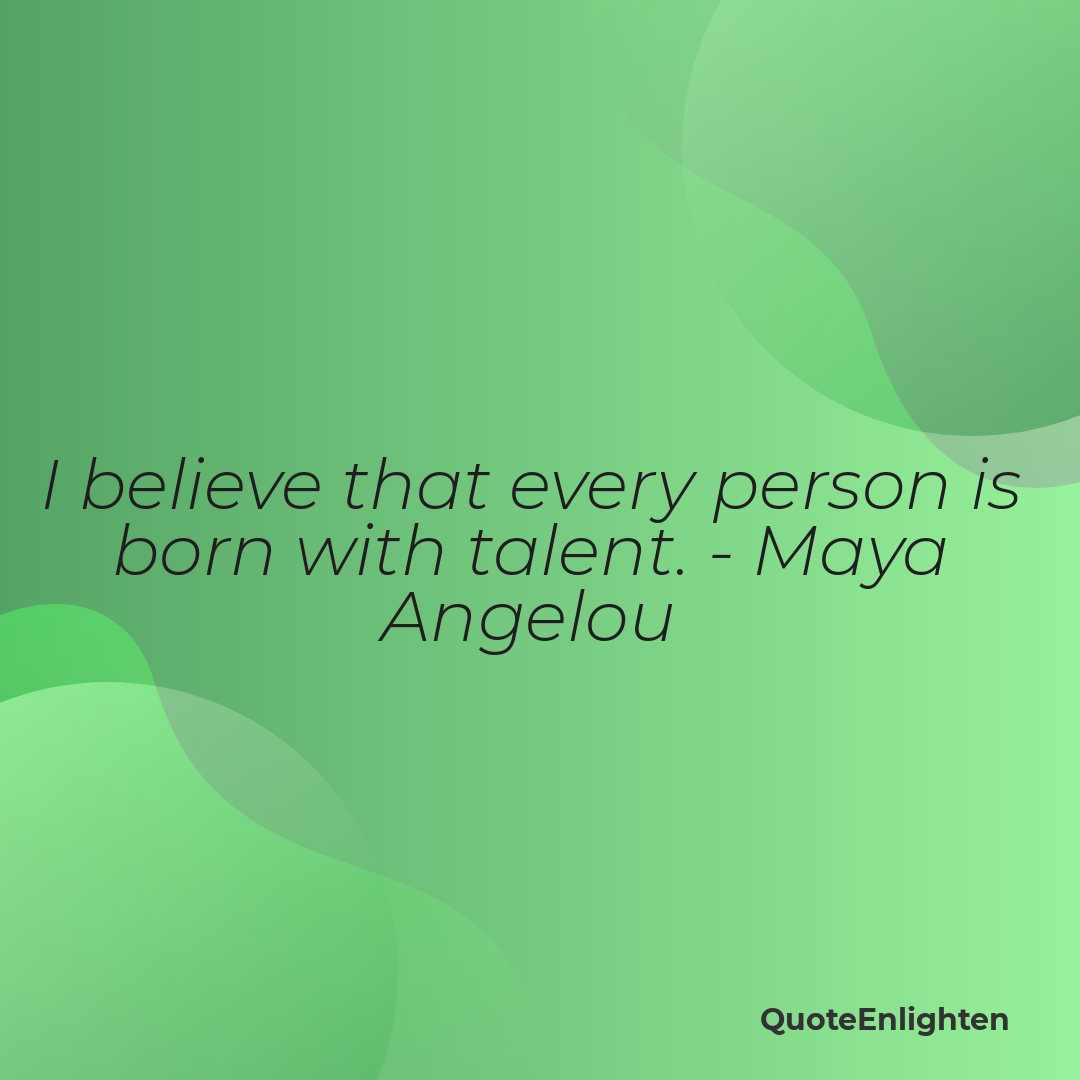 I believe that every person is
born with talent. - Maya
Angelou
QuoteEnlighten